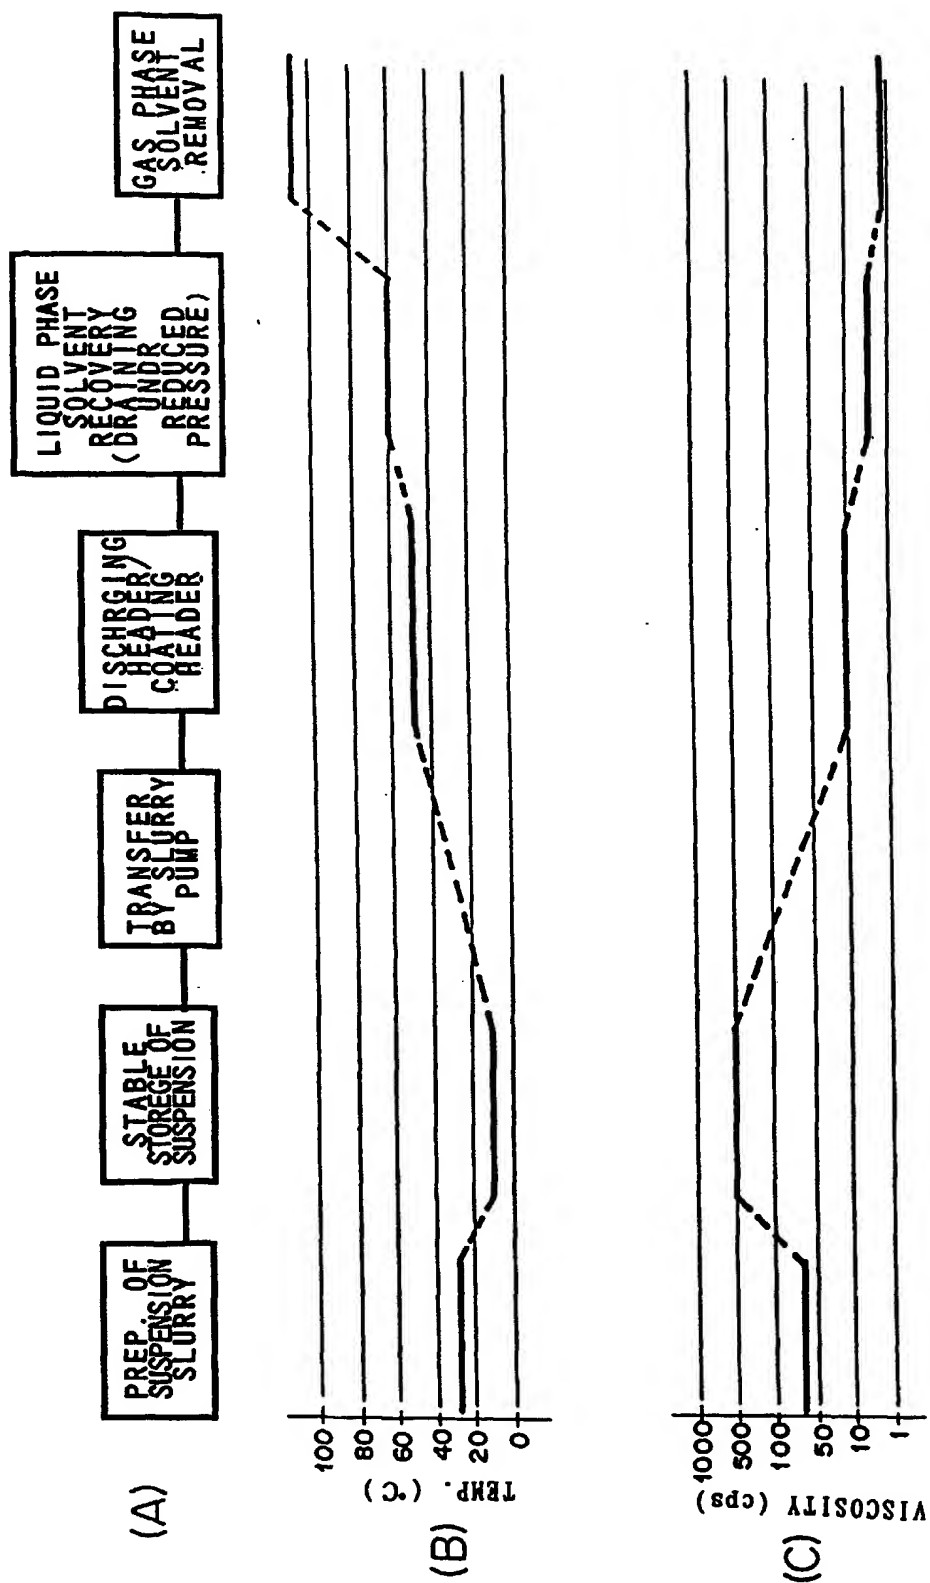 (A)
PREP. OF
SUSPENSION
SLURRY
STABLE
STOREGE OF
SUSPENSION
TRANSFER
BY SLURRY
PUMP
DISCHRGING
HEADER/
COATING
HEADER
LIQUID PHASE
SOLVENT
RECOVERY
(DRAINING
UNDR
REDUCED
PRESSURE)
GAS PHASE
SOLVENT
REMOVAL
(B)
TEMP. (°C)
100
80
60
40
20
0
(C)
VISCOSITY (cps)
1000
500
100
50
10
1